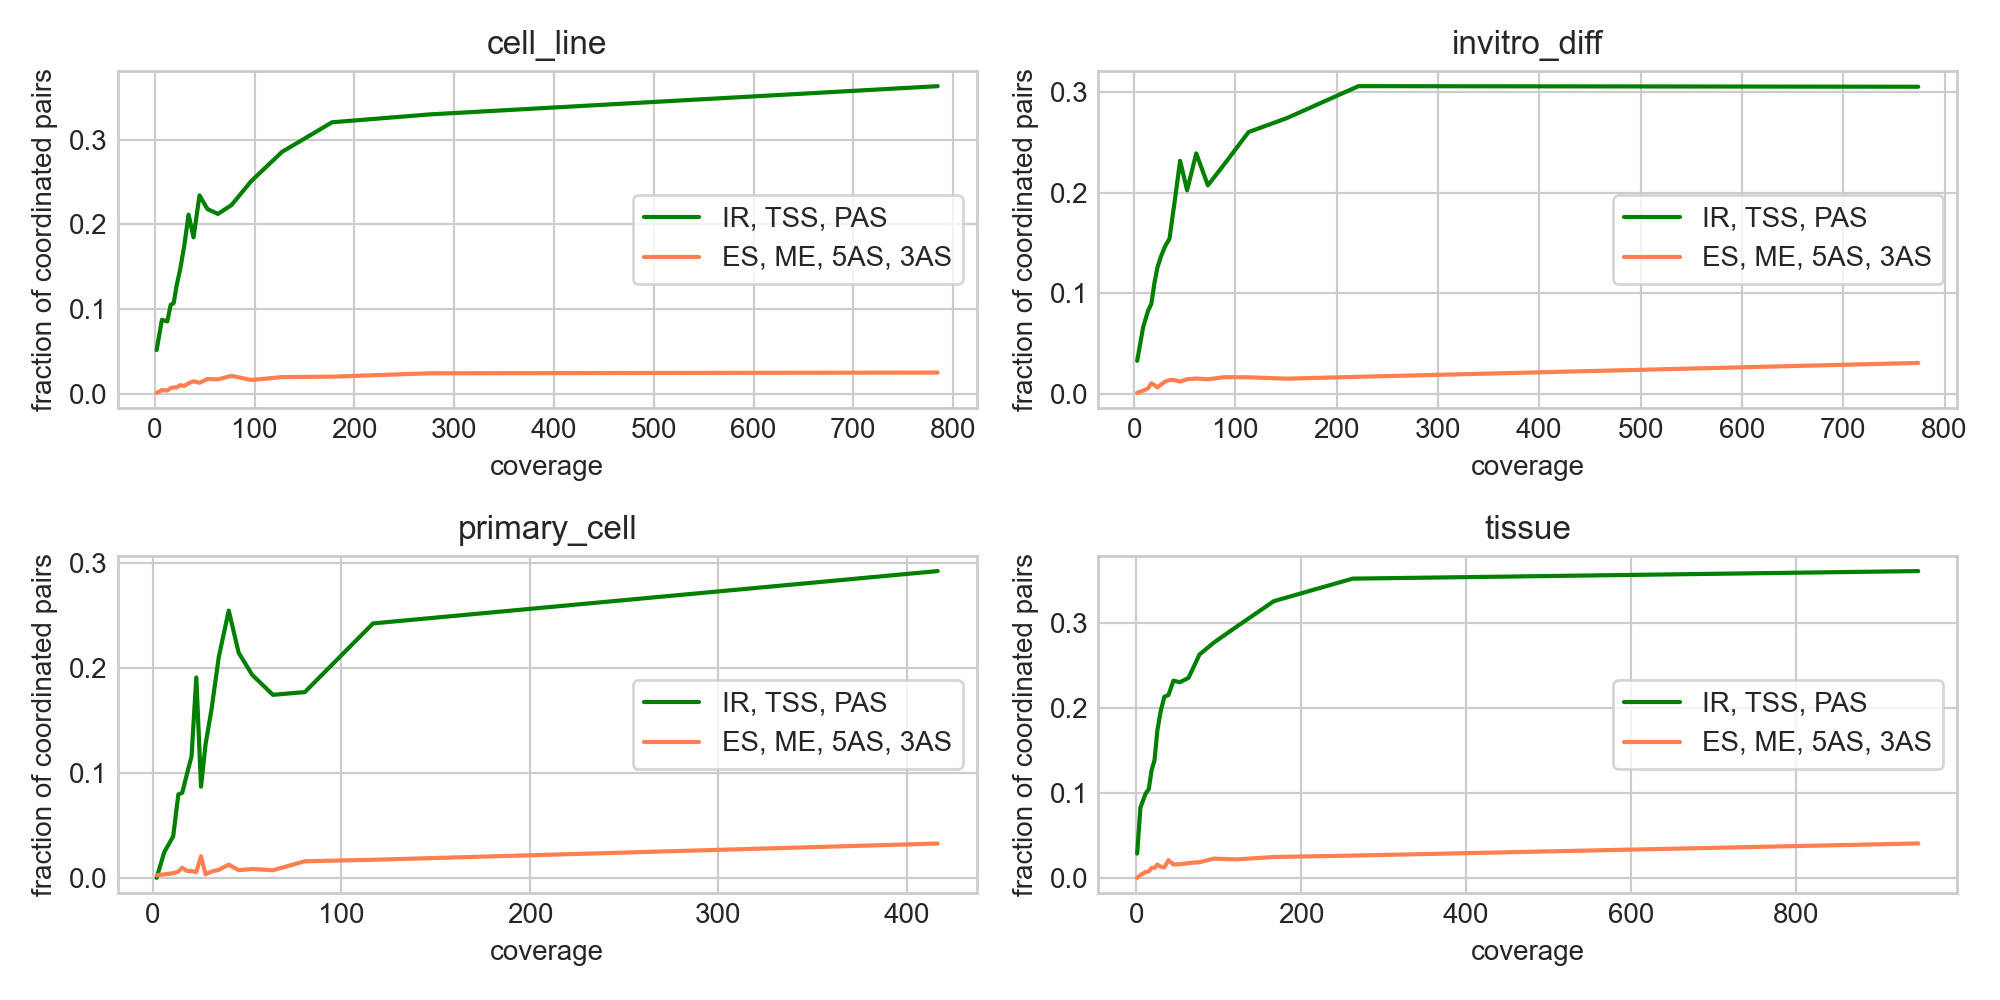 cell_line
fraction of coordinated pairs
0.3
0.2
0.1
0.0
IR, TSS, PAS
ES, ME, 5AS, 3AS
0 100 200 300 400 500 600 700 800
coverage
invitro_diff
fraction of coordinated pairs
0.3
0.2
0.1
0.0
IR, TSS, PAS
ES, ME, 5AS, 3AS
0 100 200 300 400 500 600 700 800
coverage
primary_cell
fraction of coordinated pairs
0.3
0.2
0.1
0.0
IR, TSS, PAS
ES, ME, 5AS, 3AS
0 100 200 300 400
coverage
tissue
fraction of coordinated pairs
0.3
0.2
0.1
0.0
IR, TSS, PAS
ES, ME, 5AS, 3AS
0 200 400 600 800
coverage